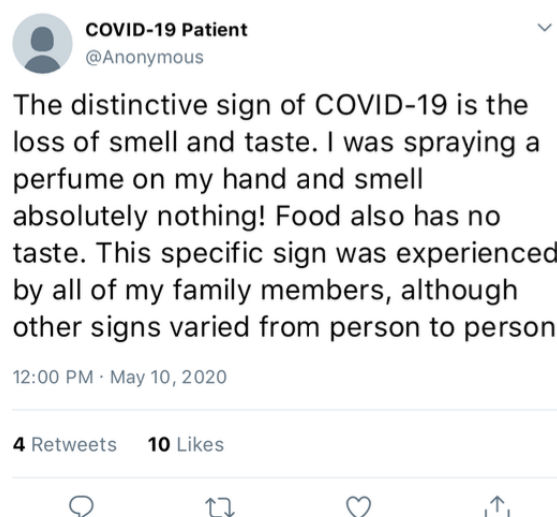 COVID-19 Patient
@Anonymous
The distinctive sign of COVID-19 is the
loss of smell and taste. I was spraying a
perfume on my hand and smell
absolutely nothing! Food also has no
taste. This specific sign was experienced
by all of my family members, although
other signs varied from person to person
12:00 PM · May 10, 2020
4 Retweets 10 Likes